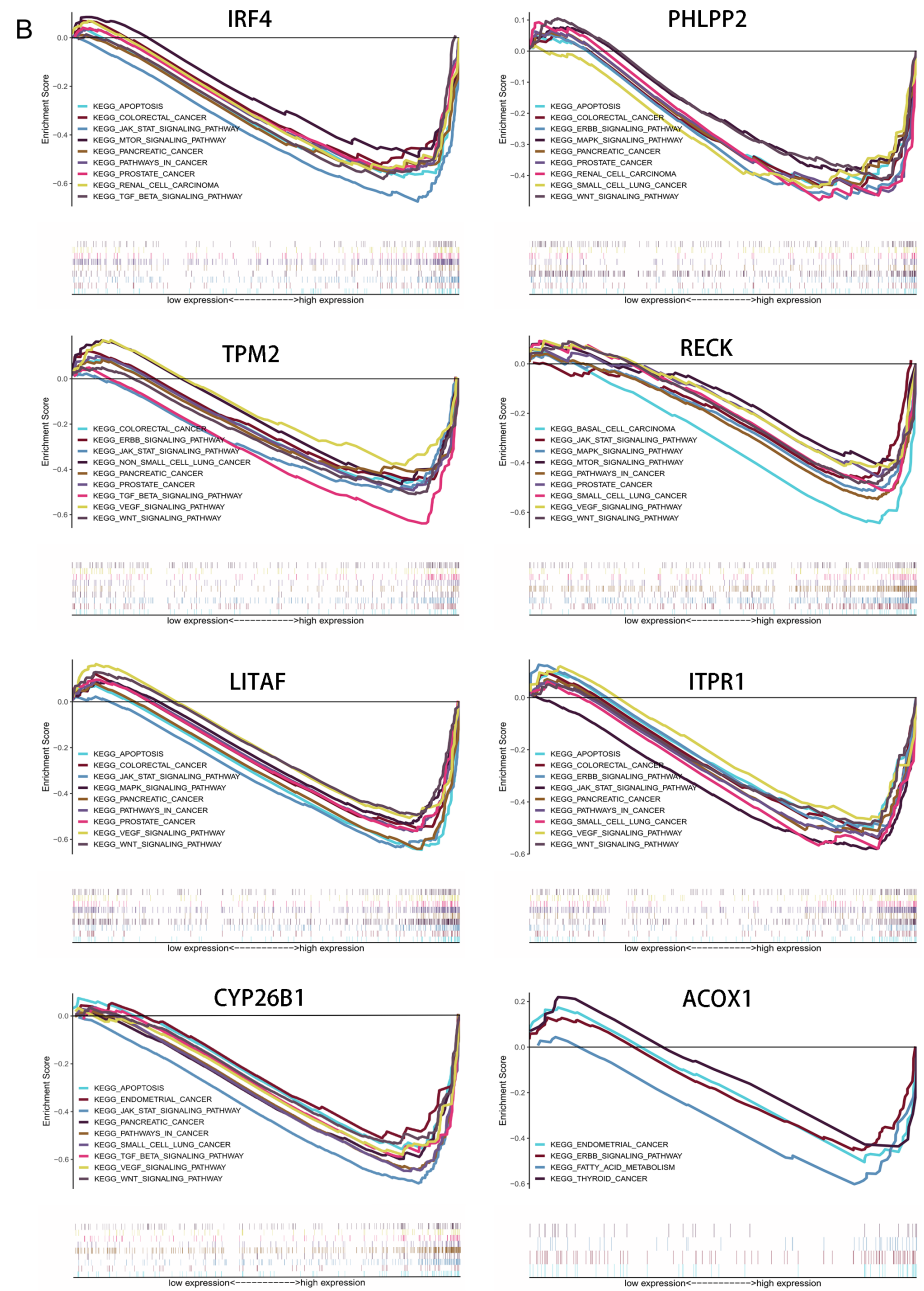 B
IRF4
Enrichment Score
0.0
−0.2
−0.4
−0.6
KEGG_APOPTOSIS
KEGG_COLORECTAL_CANCER
KEGG_JAK_STAT_SIGNALING_PATHWAY
KEGG_MTOR_SIGNALING_PATHWAY
KEGG_PANCREATIC_CANCER
KEGG_PATHWAYS_IN_CANCER
KEGG_PROSTATE_CANCER
KEGG_RENAL_CELL_CARCINOMA
KEGG_TGF_BETA_SIGNALING_PATHWAY
low expression<------------->high expression
PHLPP2
Enrichment Score
0.1
0.0
−0.1
−0.2
−0.3
−0.4
KEGG_APOPTOSIS
KEGG_COLORECTAL_CANCER
KEGG_ERBB_SIGNALING_PATHWAY
KEGG_MAPK_SIGNALING_PATHWAY
KEGG_PANCREATIC_CANCER
KEGG_PROSTATE_CANCER
KEGG_RENAL_CELL_CARCINOMA
KEGG_SMALL_CELL_LUNG_CANCER
KEGG_WNT_SIGNALING_PATHWAY
low expression<------------->high expression
TPM2
Enrichment Score
0.0
−0.2
−0.4
−0.6
KEGG_COLORECTAL_CANCER
KEGG_ERBB_SIGNALING_PATHWAY
KEGG_JAK_STAT_SIGNALING_PATHWAY
KEGG_NON_SMALL_CELL_LUNG_CANCER
KEGG_PANCREATIC_CANCER
KEGG_PROSTATE_CANCER
KEGG_TGF_BETA_SIGNALING_PATHWAY
KEGG_VEGF_SIGNALING_PATHWAY
KEGG_WNT_SIGNALING_PATHWAY
low expression<------------->high expression
RECK
Enrichment Score
0.0
−0.2
−0.4
−0.6
KEGG_BASAL_CELL_CARCINOMA
KEGG_JAK_STAT_SIGNALING_PATHWAY
KEGG_MAPK_SIGNALING_PATHWAY
KEGG_MTOR_SIGNALING_PATHWAY
KEGG_PATHWAYS_IN_CANCER
KEGG_PROSTATE_CANCER
KEGG_SMALL_CELL_LUNG_CANCER
KEGG_VEGF_SIGNALING_PATHWAY
KEGG_WNT_SIGNALING_PATHWAY
low expression<------------->high expression
LITAF
Enrichment Score
0.0
−0.2
−0.4
−0.6
KEGG_APOPTOSIS
KEGG_COLORECTAL_CANCER
KEGG_JAK_STAT_SIGNALING_PATHWAY
KEGG_MAPK_SIGNALING_PATHWAY
KEGG_PANCREATIC_CANCER
KEGG_PATHWAYS_IN_CANCER
KEGG_PROSTATE_CANCER
KEGG_VEGF_SIGNALING_PATHWAY
KEGG_WNT_SIGNALING_PATHWAY
low expression<------------->high expression
ITPR1
Enrichment Score
0.0
−0.2
−0.4
−0.6
KEGG_APOPTOSIS
KEGG_COLORECTAL_CANCER
KEGG_ERBB_SIGNALING_PATHWAY
KEGG_JAK_STAT_SIGNALING_PATHWAY
KEGG_PANCREATIC_CANCER
KEGG_PATHWAYS_IN_CANCER
KEGG_SMALL_CELL_LUNG_CANCER
KEGG_VEGF_SIGNALING_PATHWAY
KEGG_WNT_SIGNALING_PATHWAY
low expression<------------->high expression
CYP26B1
Enrichment Score
0.0
−0.2
−0.4
−0.6
KEGG_APOPTOSIS
KEGG_ENDOMETRIAL_CANCER
KEGG_JAK_STAT_SIGNALING_PATHWAY
KEGG_PANCREATIC_CANCER
KEGG_PATHWAYS_IN_CANCER
KEGG_SMALL_CELL_LUNG_CANCER
KEGG_TGF_BETA_SIGNALING_PATHWAY
KEGG_VEGF_SIGNALING_PATHWAY
KEGG_WNT_SIGNALING_PATHWAY
low expression<------------->high expression
ACOX1
Enrichment Score
0.2
0.0
−0.2
−0.4
−0.6
KEGG_ENDOMETRIAL_CANCER
KEGG_ERBB_SIGNALING_PATHWAY
KEGG_FATTY_ACID_METABOLISM
KEGG_THYROID_CANCER
low expression<------------->high expression